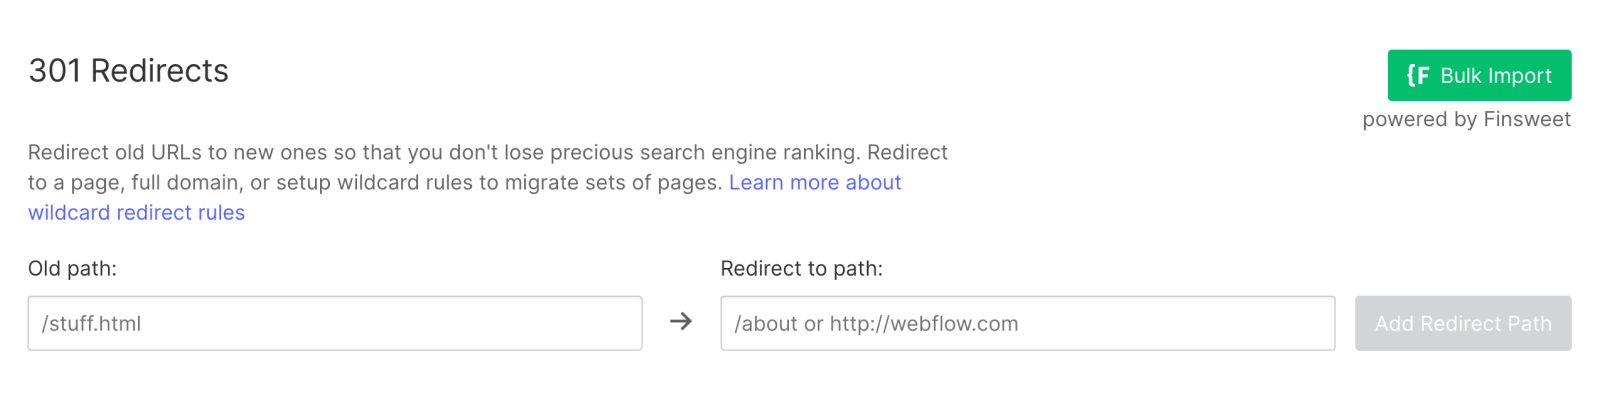 301 Redirects
{F Bulk Import
powered by Finsweet
Redirect old URLs to new ones so that you don't lose precious search engine ranking. Redirect
to a page, full domain, or setup wildcard rules to migrate sets of pages. Learn more about
wildcard redirect rules
Old path:
Redirect to path:
/stuff.html
/about or http://webflow.com
Add Redirect Path